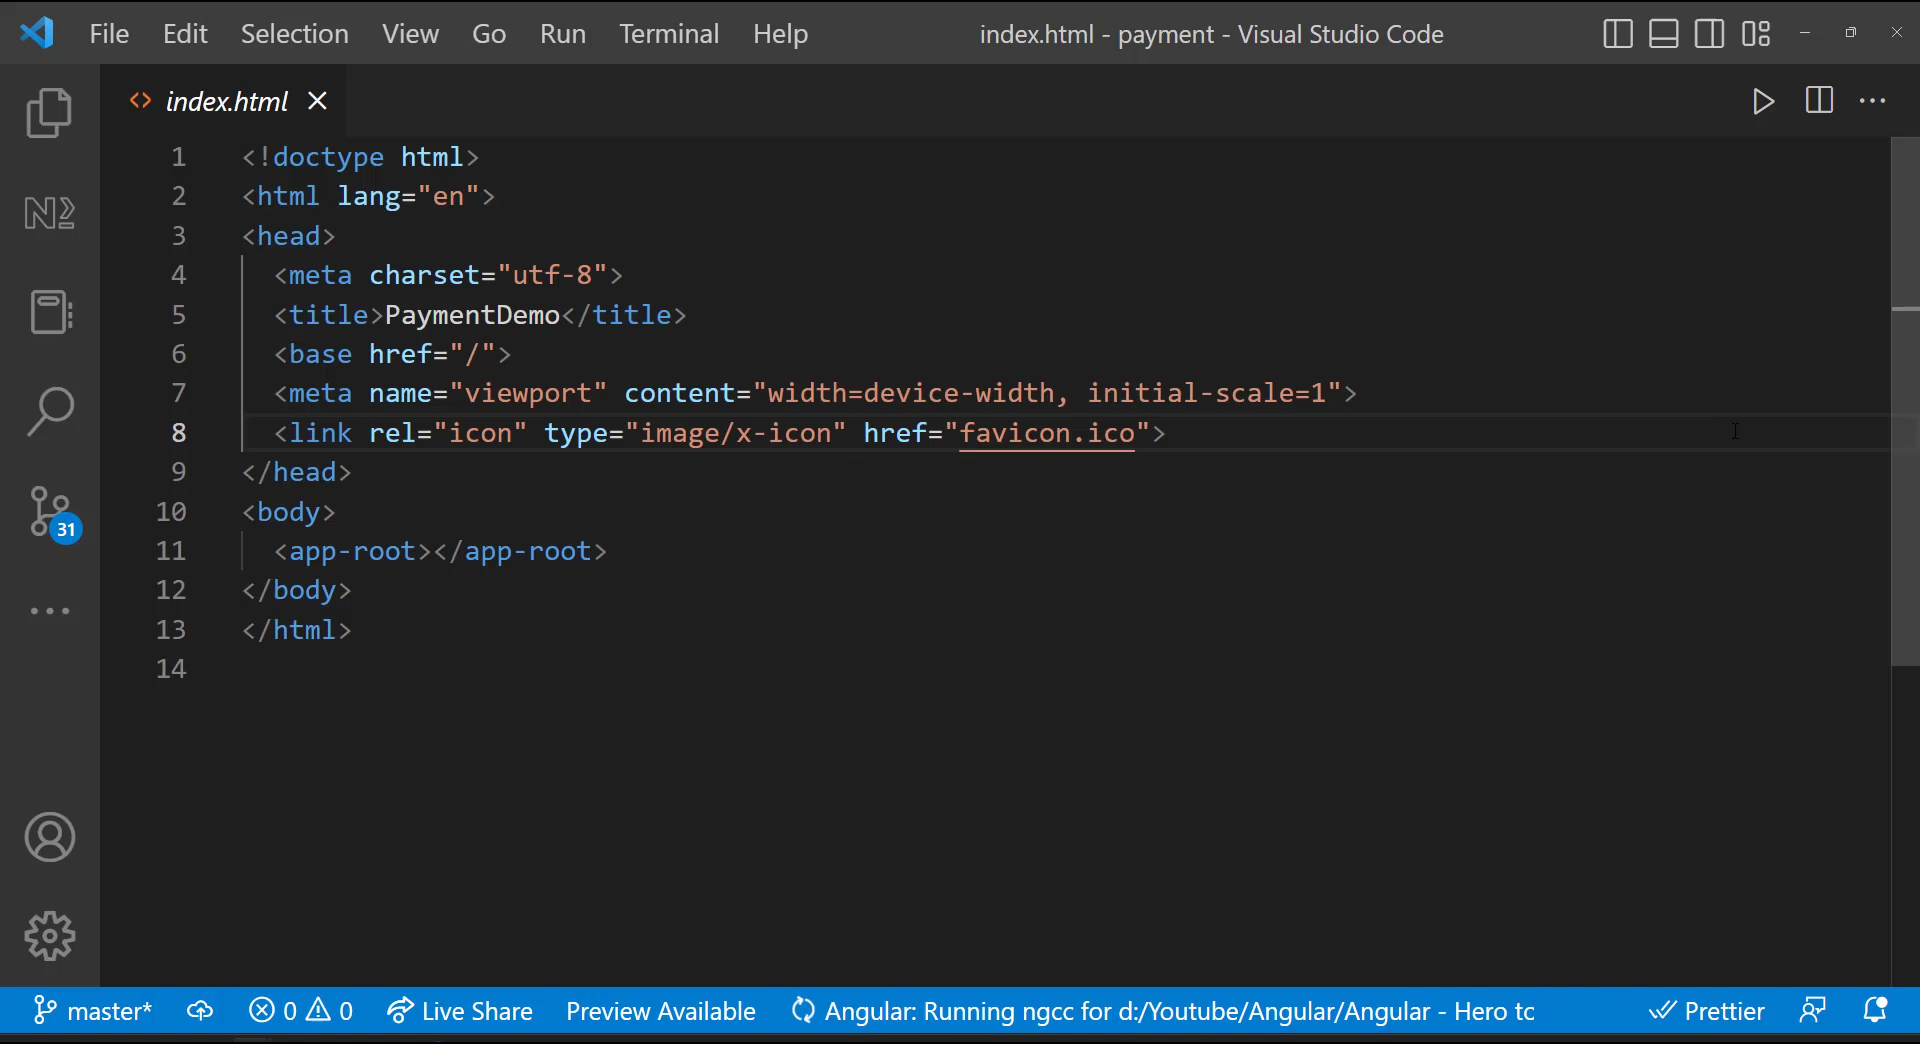 File Edit Selection View Go Run Terminal Help index.html - payment - Visual Studio Code
index.html
1 <!doctype html>
2 <html lang="en">
3 <head>
4 <meta charset="utf-8">
5 <title>PaymentDemo</title>
6 <base href="/">
7 <meta name="viewport" content="width=device-width, initial-scale=1">
8 <link rel="icon" type="image/x-icon" href="favicon.ico">
9 </head>
10 <body>
11 <app-root></app-root>
12 </body>
13 </html>
14
31
master* 0 0 Live Share Preview Available Angular: Running ngcc for d:/Youtube/Angular/Angular - Hero to Prettier